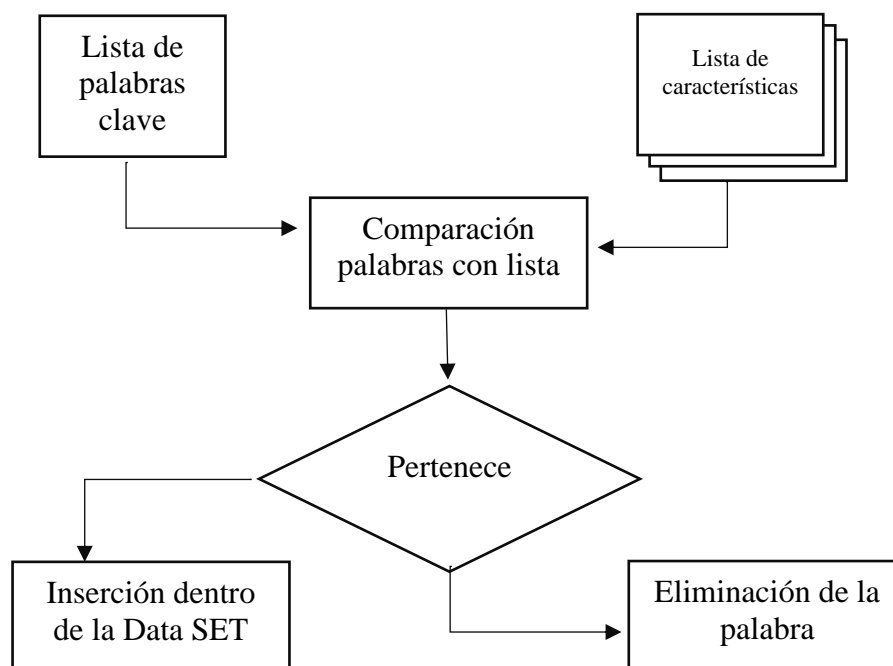 Lista de
palabras
clave
Lista de
características
Comparación
palabras con lista
Pertenece
Inserción dentro
de la Data SET
Eliminación de la
palabra